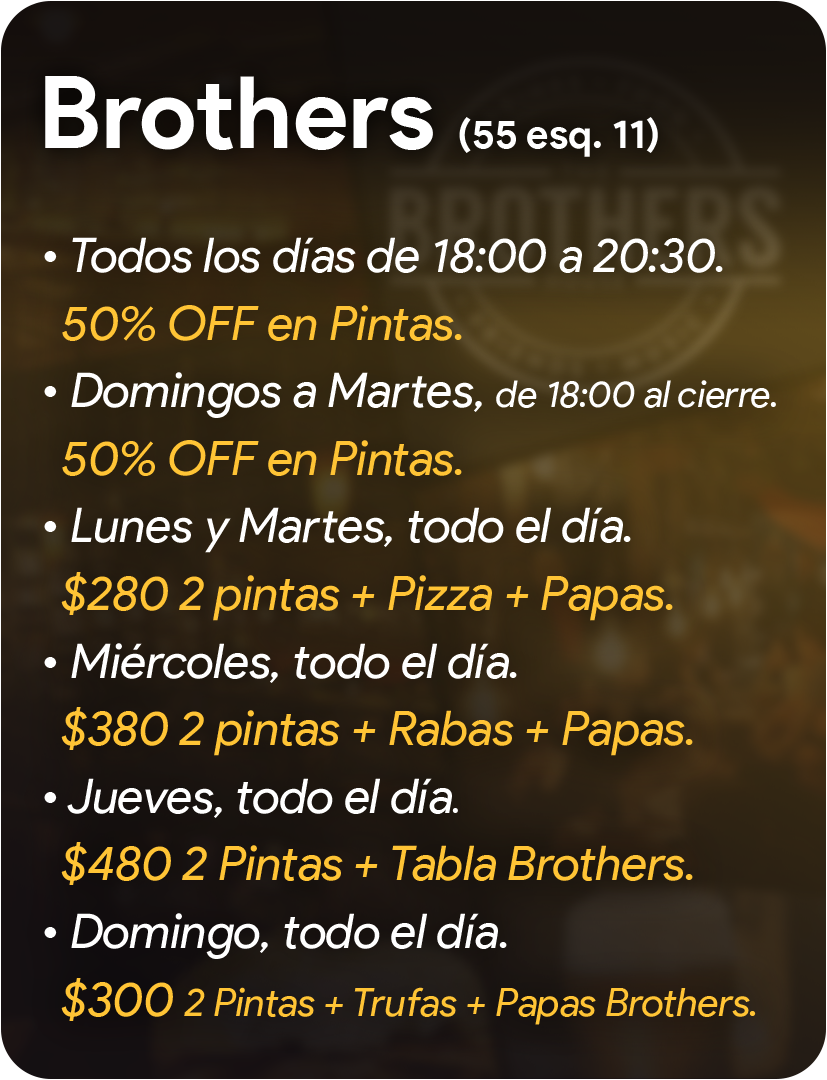 Brothers (55 esq. 11)
BROTHERS
• Todos los días de 18:00 a 20:30.
50% OFF en Pintas.
• Domingos a Martes, de 18:00 al cierre.
50% OFF en Pintas.
• Lunes y Martes, todo el día.
$280 2 pintas + Pizza + Papas.
• Miércoles, todo el día.
$380 2 pintas + Rabas + Papas.
• Jueves, todo el día.
$480 2 Pintas + Tabla Brothers.
• Domingo, todo el día.
$300 2 Pintas + Trufas + Papas Brothers.